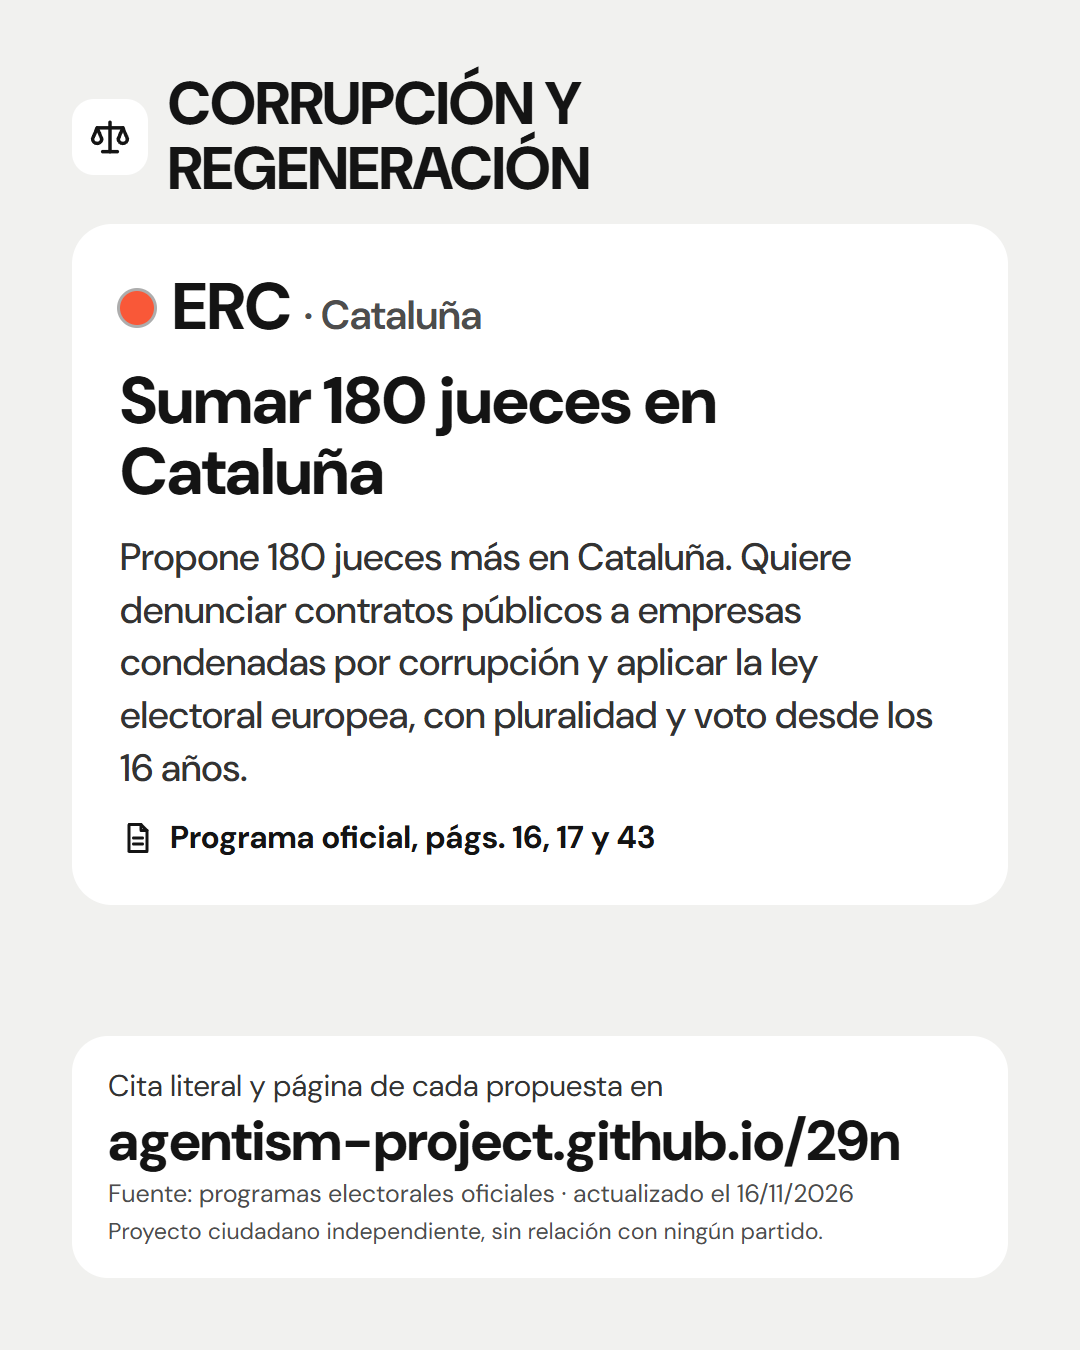 CORRUPCIÓN Y
REGENERACIÓN
ERC · Cataluña
Sumar 180 jueces en
Cataluña
Propone 180 jueces más en Cataluña. Quiere
denunciar contratos públicos a empresas
condenadas por corrupción y aplicar la ley
electoral europea, con pluralidad y voto desde los
16 años.
Programa oficial, págs. 16, 17 y 43
Cita literal y página de cada propuesta en
agentism-project.github.io/29n
Fuente: programas electorales oficiales · actualizado el 16/11/2026
Proyecto ciudadano independiente, sin relación con ningún partido.